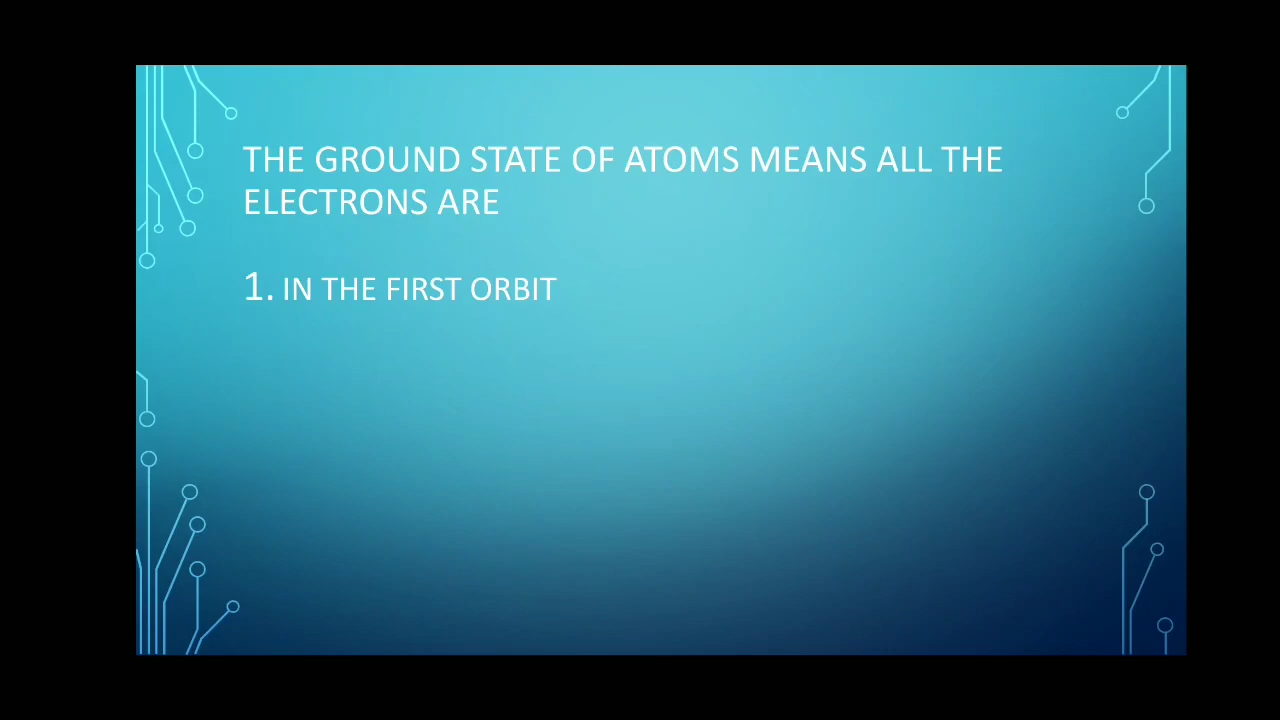 THE GROUND STATE OF ATOMS MEANS ALL THE
ELECTRONS ARE
1. IN THE FIRST ORBIT